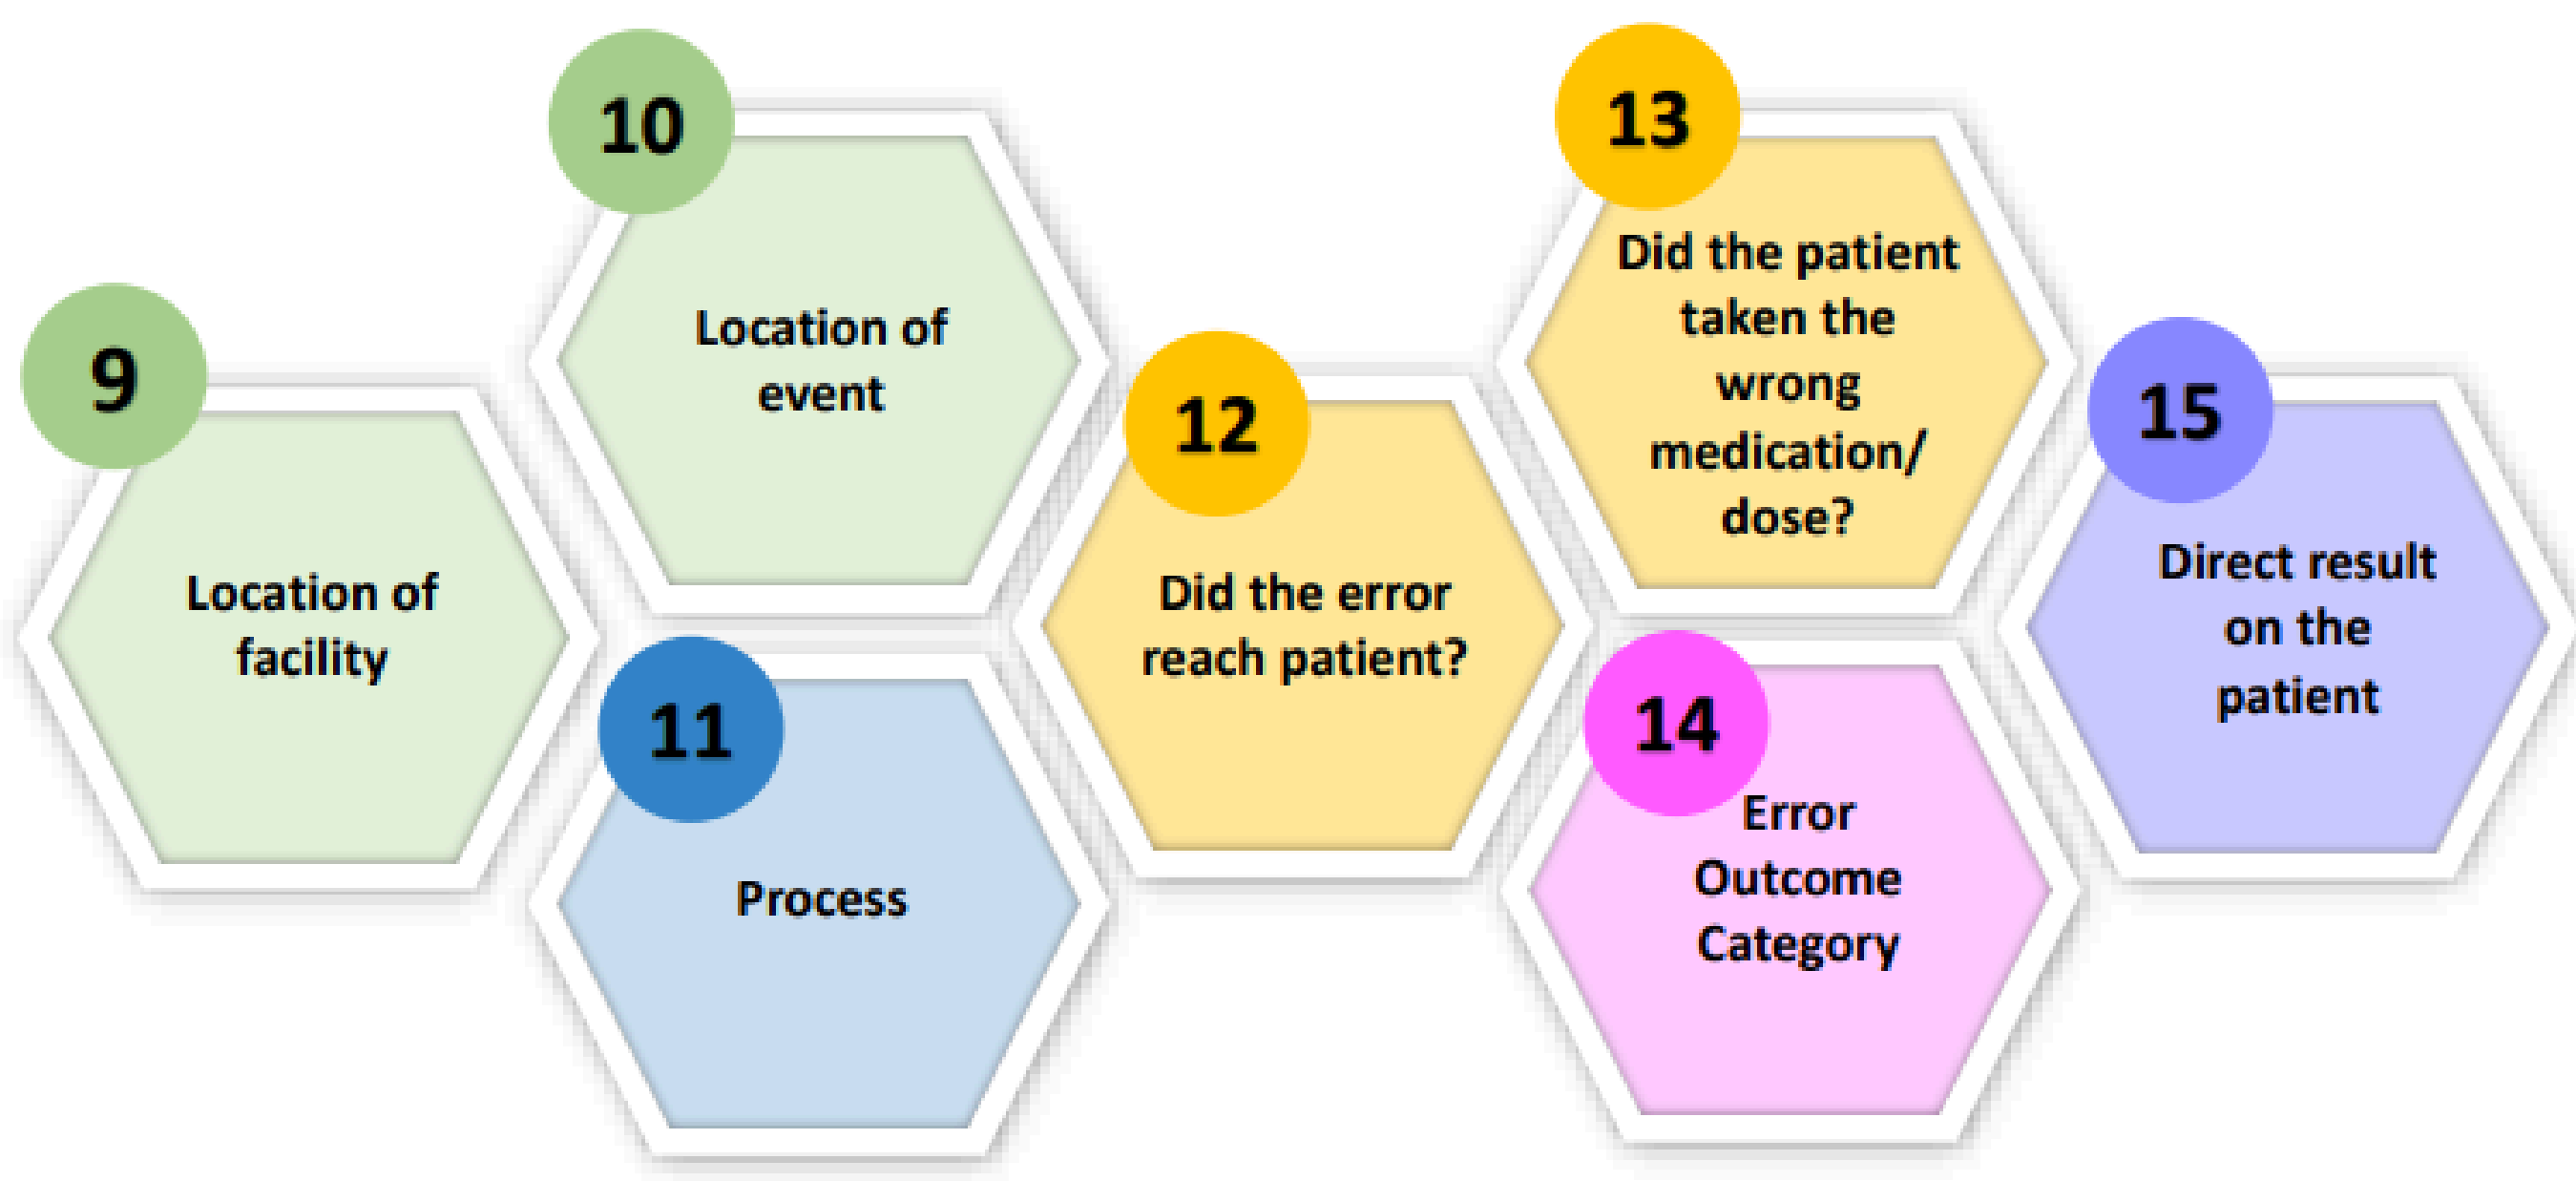 9
Location of
facility
10
Location of
event
11
Process
12
Did the error
reach patient?
13
Did the patient
taken the
wrong
medication/
dose?
14
Error
Outcome
Category
15
Direct result
on the
patient